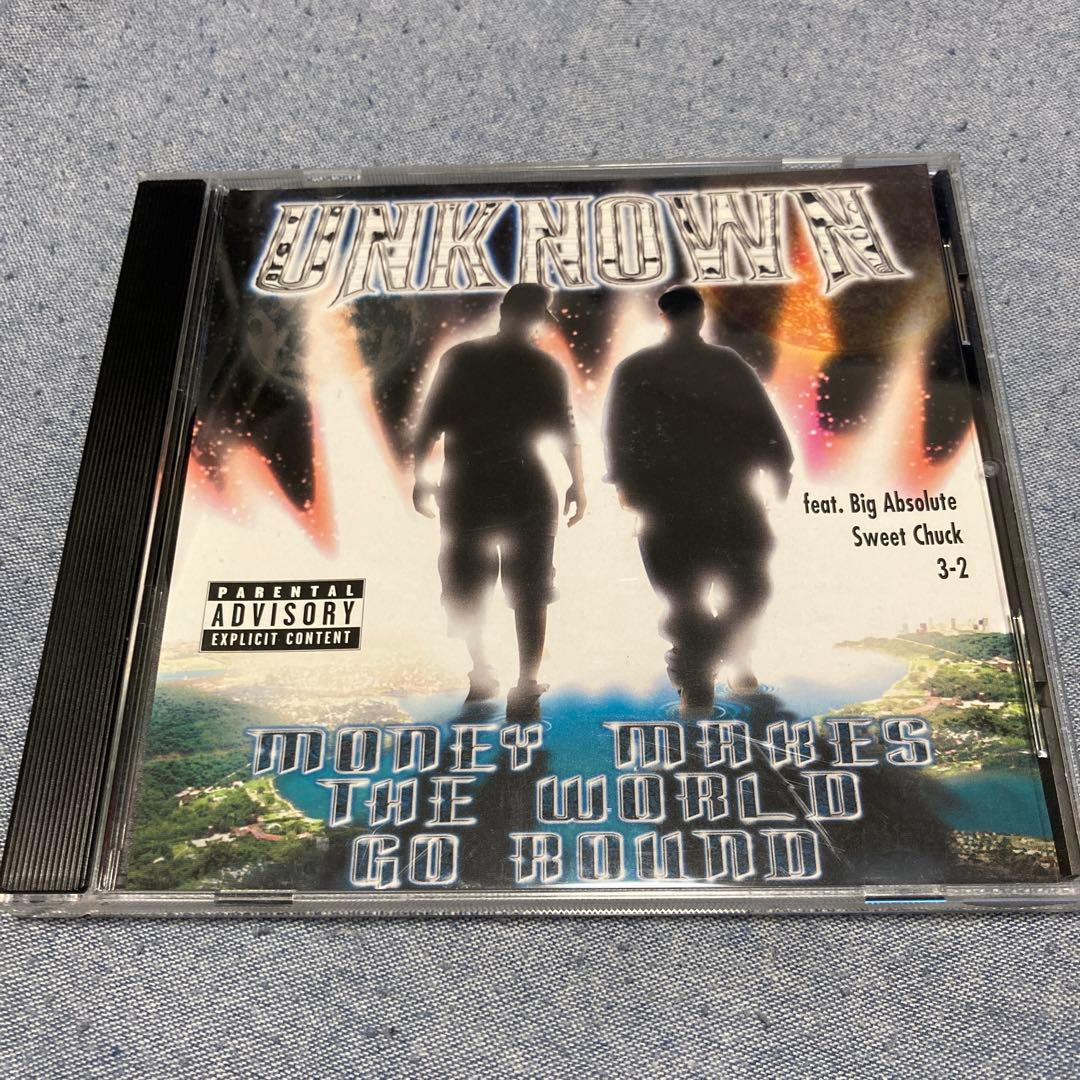 UNKNOWN
feat. Big Absolute
Sweet Chuck
3-2
PARENTAL
ADVISORY
EXPLICIT CONTENT
MONEY MAKES
THE WORLD
GO ROUND